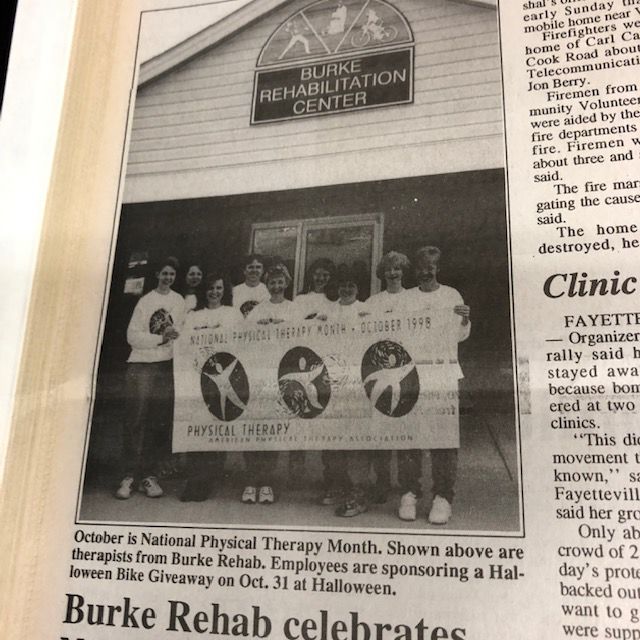 BURKE
REHABILITATION
CENTER
NATIONAL PHYSICAL THERAPY MONTH • OCTOBER 1998
PHYSICAL THERAPY
AMERICAN PHYSICAL THERAPY ASSOCIATION
October is National Physical Therapy Month. Shown above are
therapists from Burke Rehab. Employees are sponsoring a Hal-
loween Bike Giveaway on Oct. 31 at Halloween.
Burke Rehab celebrates
early Sunday
mobile home near
Firefighters
home of Carl
Cook Road about
Telecommunicati
Jon Berry.
Firemen from
munity Volunteer
were aided by the
fire departments
fire. Firemen w
about three and
said.
The fire mar
gating the cause
said.
The home
destroyed, he
Clinic
FAYETTE
— Organizer
rally said h
stayed awa
because bom
ered at two
clinics.
"This did
movement t
known," sa
Fayetteville
said her gro
Only ab
crowd of 2
day's prote
backed out
want to g
were supp